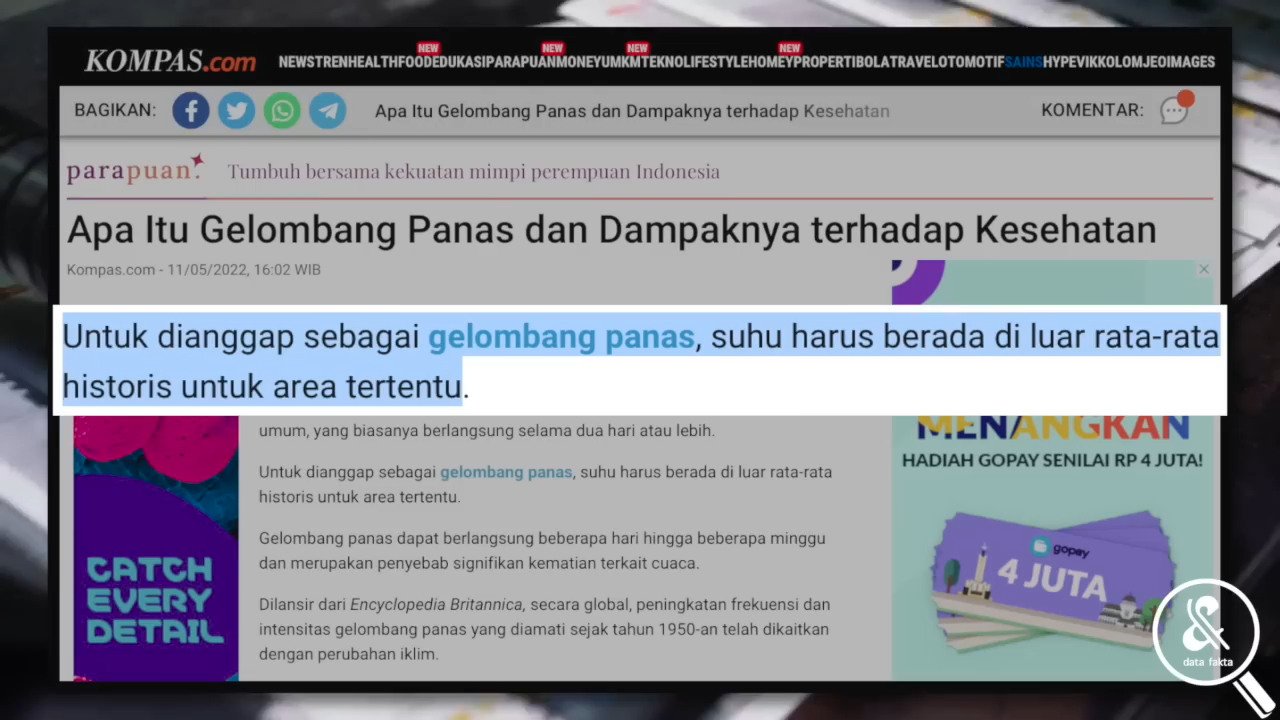 KOMPAS.com
NEWSTRENHEALTHFOODEDUKASIPARAPUANMONEYUMKMTEKNOLIFESTYLEHOMEYPROPERTIBOLATRAVELOTOMOTIFSAINSHYPEVIKKOLOMJEOIMAGES
NEW NEW NEW NEW
BAGIKAN:
Apa Itu Gelombang Panas dan Dampaknya terhadap Kesehatan
KOMENTAR:
parapuan.
Tumbuh bersama kekuatan mimpi perempuan Indonesia
Apa Itu Gelombang Panas dan Dampaknya terhadap Kesehatan
Kompas.com - 11/05/2022, 16:02 WIB
Untuk dianggap sebagai gelombang panas, suhu harus berada di luar rata-rata
historis untuk area tertentu.
umum, yang biasanya berlangsung selama dua hari atau lebih.
Untuk dianggap sebagai gelombang panas, suhu harus berada di luar rata-rata
historis untuk area tertentu.
Gelombang panas dapat berlangsung beberapa hari hingga beberapa minggu
dan merupakan penyebab signifikan kematian terkait cuaca.
Dilansir dari Encyclopedia Britannica, secara global, peningkatan frekuensi dan
intensitas gelombang panas yang diamati sejak tahun 1950-an telah dikaitkan
dengan perubahan iklim.
CATCH
EVERY
DETAIL
MENANGKAN
HADIAH GOPAY SENILAI RP 4 JUTA!
gopay
4 JUTA
&
data fakta